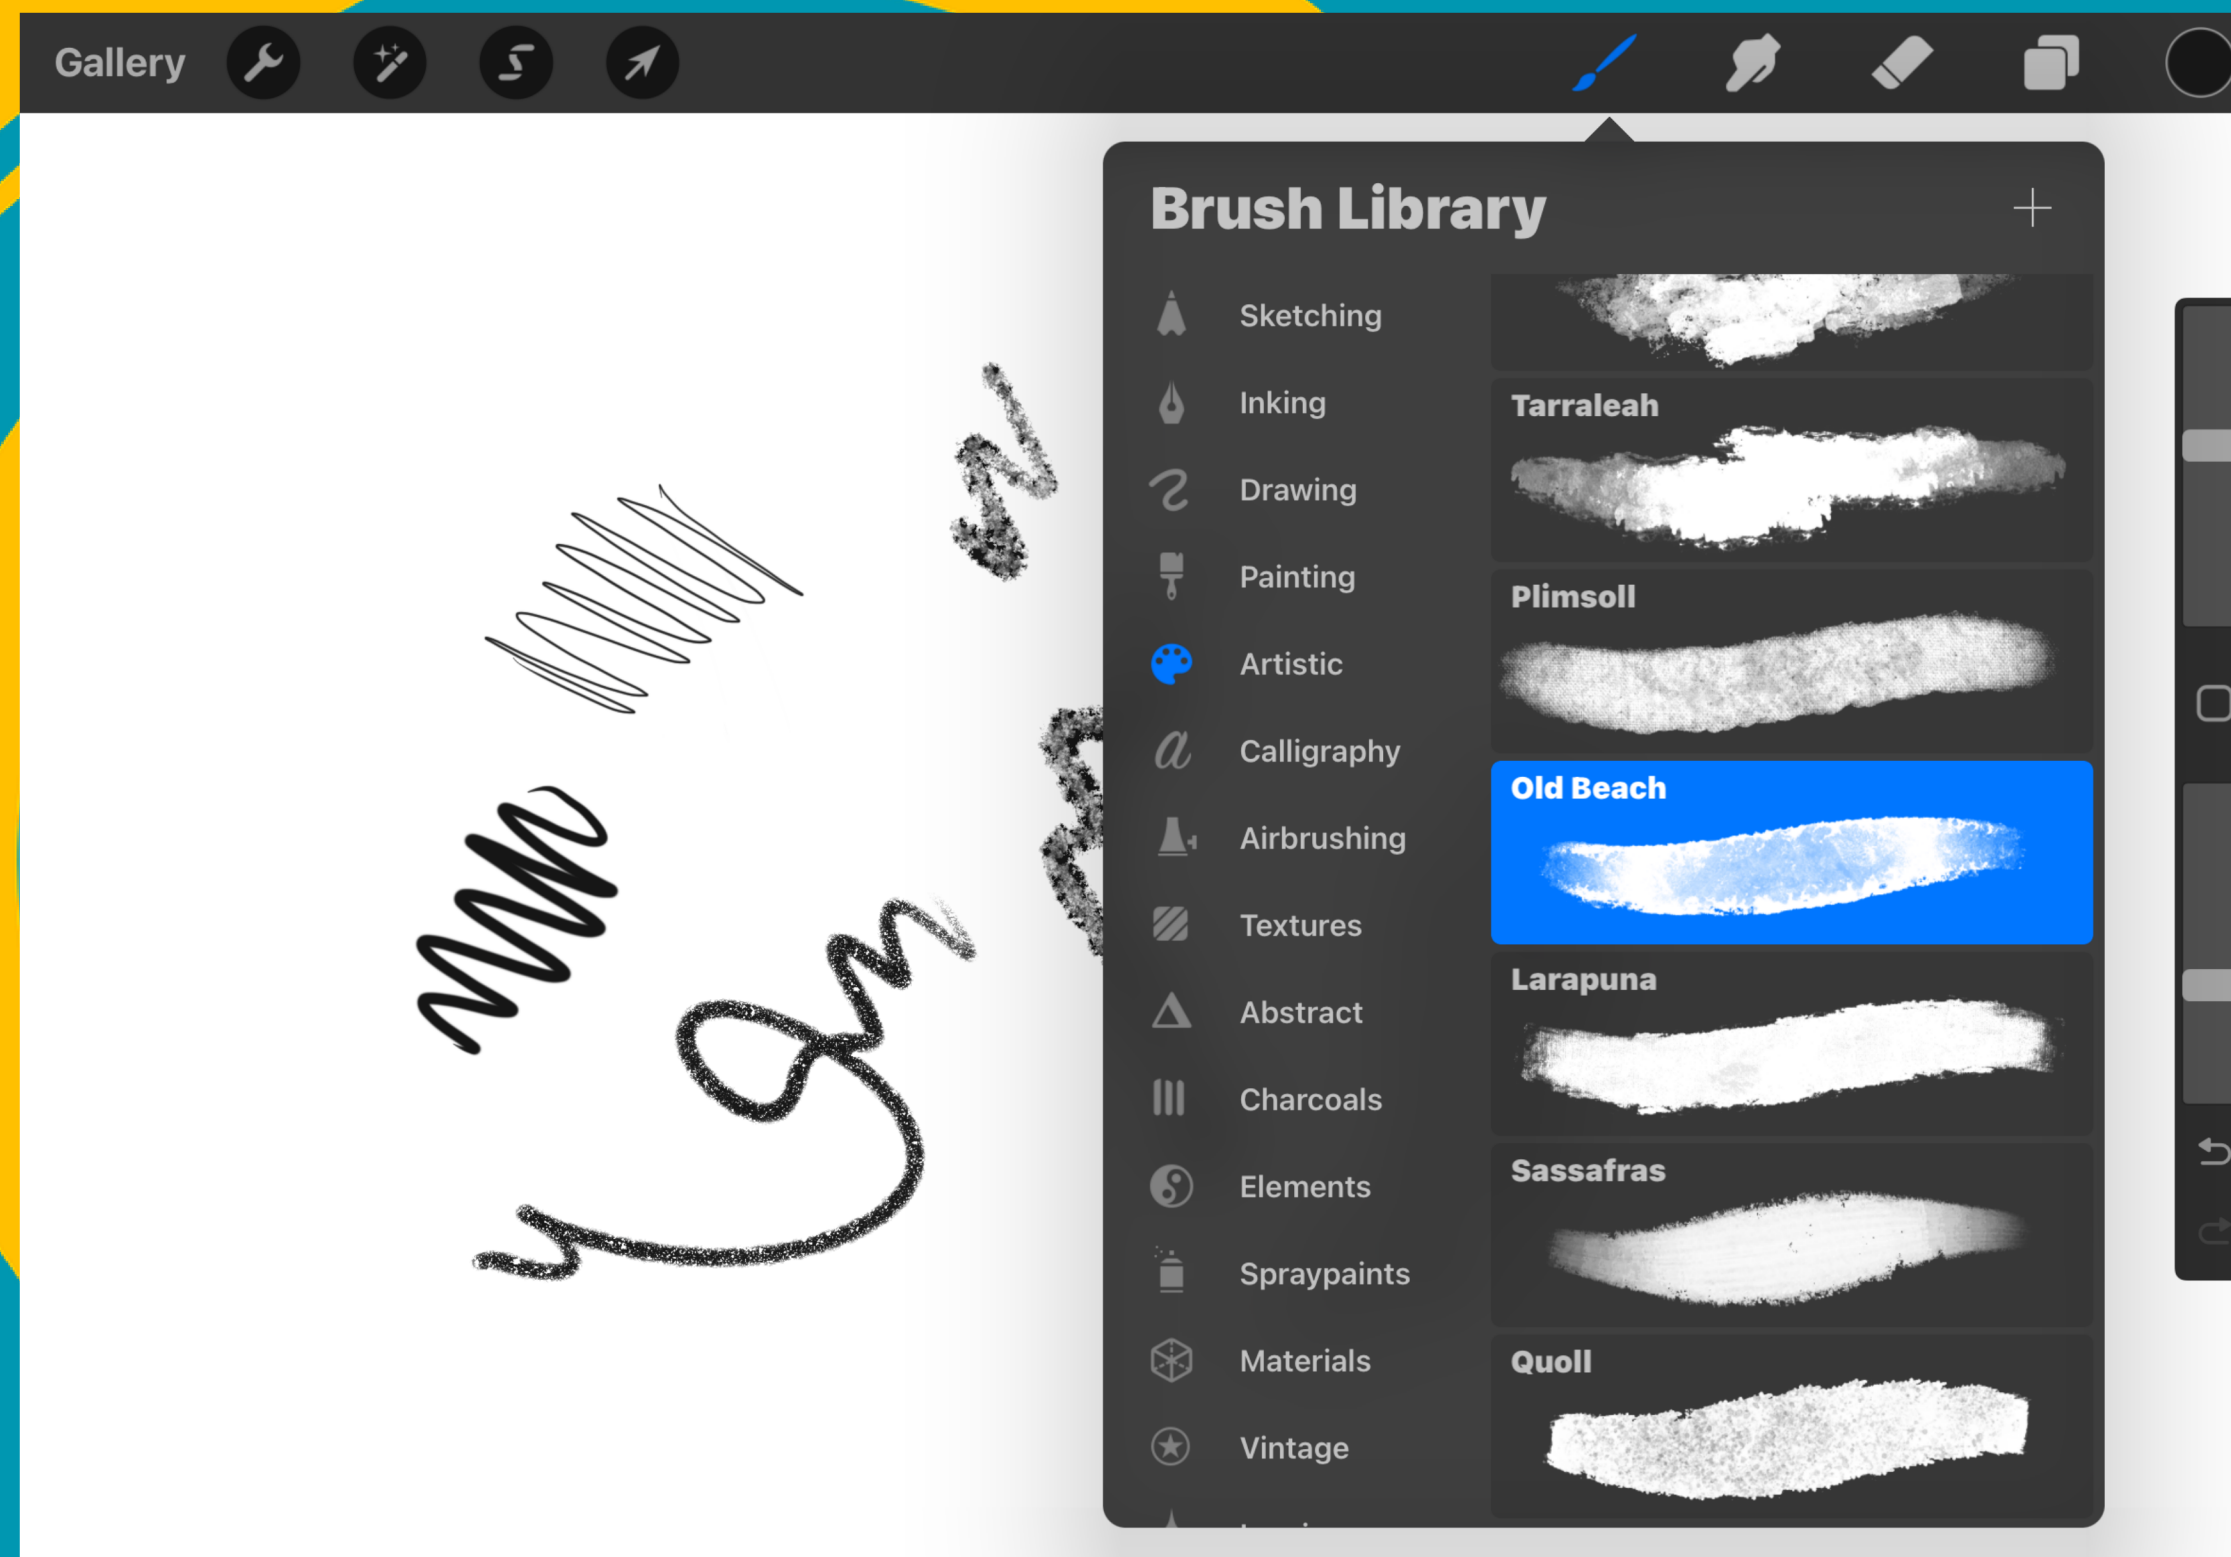 Gallery
Brush Library
Sketching
Inking
Drawing
Painting
Artistic
Calligraphy
Airbrushing
Textures
Abstract
Charcoals
Elements
Spraypaints
Materials
Vintage
Tarraleah
Plimsoll
Old Beach
Larapuna
Sassafras
Quoll